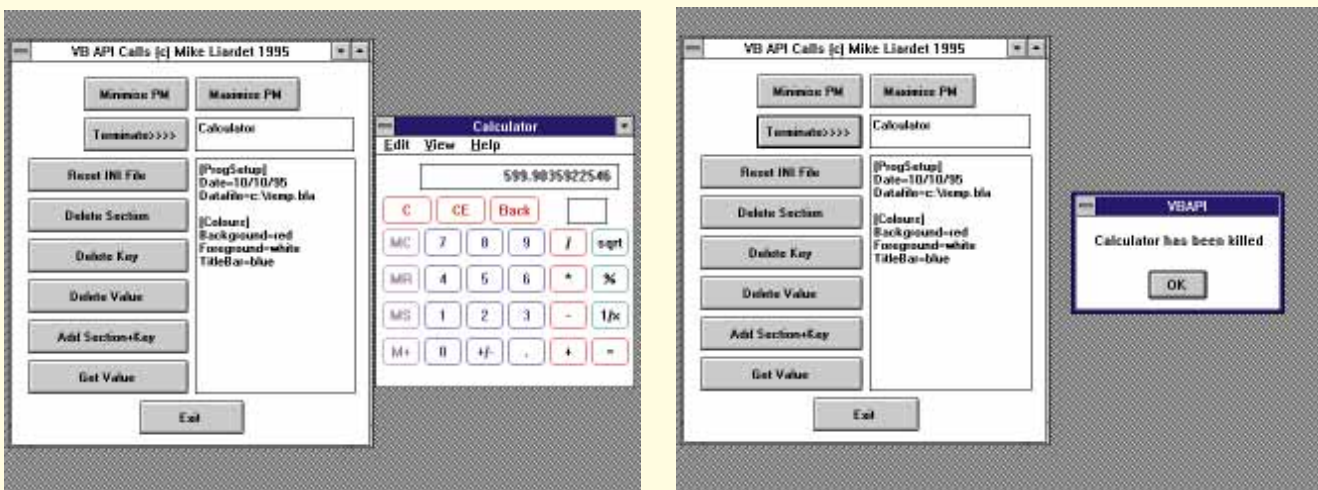 VB API Calls (c) Mike Liardet 1995
Minimise PM
Maximise PM
Terminate>>>>
Calculator
Reset INI File
Delete Section
Delete Key
Delete Value
Add Section+Key
Get Value
[ProgSetup]
Date=10/10/95
Datafile=c:\temp.bla
[Colours]
Background=red
Foreground=white
TitleBar=blue
Exit
Calculator
Edit View Help
599.9835922546
C CE Back
MC 7 8 9 / sqrt
MR 4 5 6 * %
MS 1 2 3 - 1/x
M+ 0 +/- . + =
VB API Calls (c) Mike Liardet 1995
Minimise PM
Maximise PM
Terminate>>>>
Calculator
Reset INI File
Delete Section
Delete Key
Delete Value
Add Section+Key
Get Value
[ProgSetup]
Date=10/10/95
Datafile=c:\temp.bla
[Colours]
Background=red
Foreground=white
TitleBar=blue
Exit
VBAPI
Calculator has been killed
OK